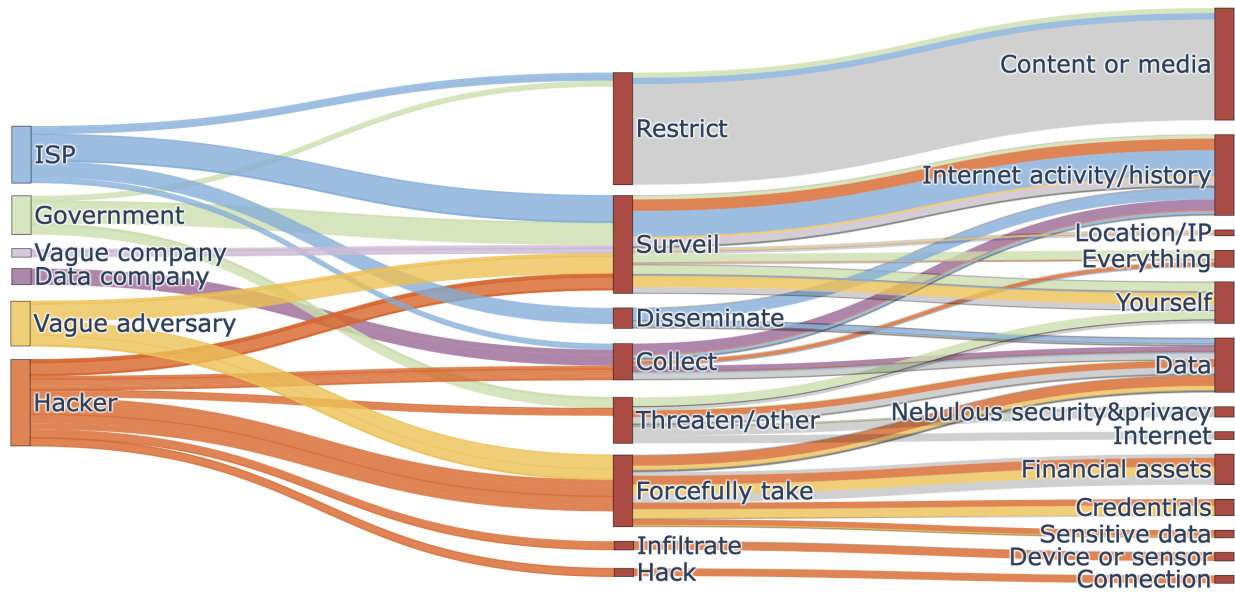 ISP
Government
Vague company
Data company
Vague adversary
Hacker
Restrict
Surveil
Disseminate
Collect
Threaten/other
Forcefully take
Infiltrate
Hack
Content or media
Internet activity/history
Location/IP
Everything
Yourself
Data
Nebulous security&privacy
Internet
Financial assets
Credentials
Sensitive data
Device or sensor
Connection